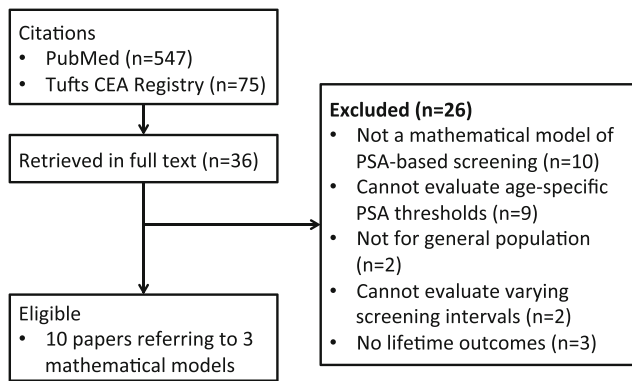 Citations
• PubMed (n=547)
• Tufts CEA Registry (n=75)
Retrieved in full text (n=36)
Excluded (n=26)
• Not a mathematical model of
PSA-based screening (n=10)
• Cannot evaluate age-specific
PSA thresholds (n=9)
• Not for general population
(n=2)
• Cannot evaluate varying
screening intervals (n=2)
• No lifetime outcomes (n=3)
Eligible
• 10 papers referring to 3
mathematical models